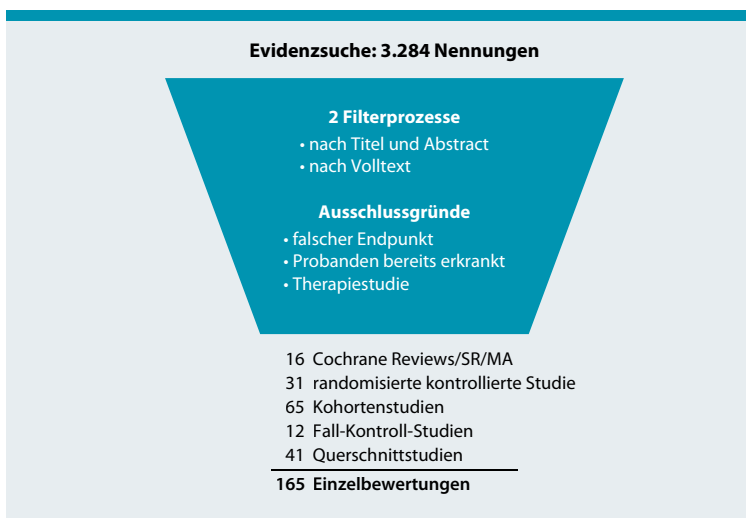 Evidenzsuche: 3.284 Nennungen
2 Filterprozesse
• nach Titel und Abstract
• nach Volltext
Ausschlussgründe
• falscher Endpunkt
• Probanden bereits erkrankt
• Therapiestudie
16 Cochrane Reviews/SR/MA
31 randomisierte kontrollierte Studie
65 Kohortenstudien
12 Fall-Kontroll-Studien
41 Querschnittstudien
165 Einzelbewertungen